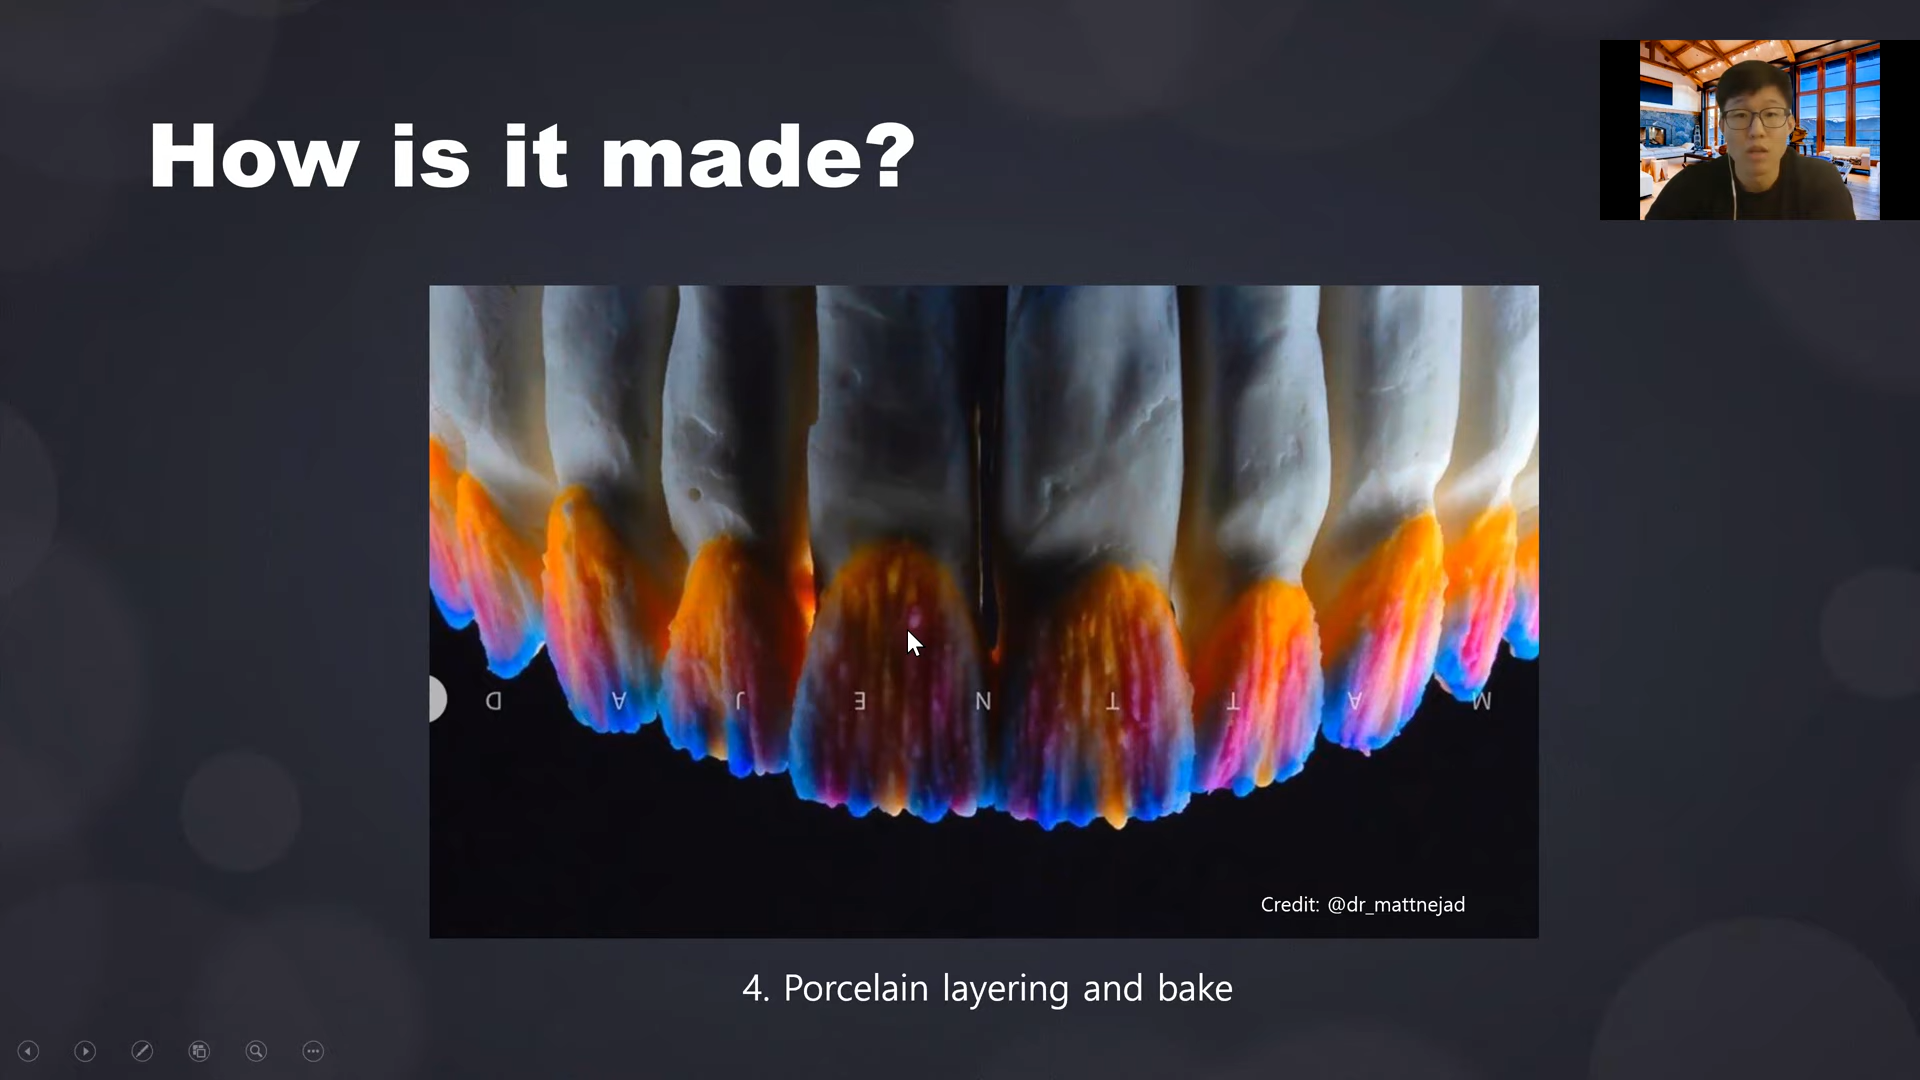 How is it made?
D A J E N T T A M
Credit: @dr_mattnejad
4. Porcelain layering and bake